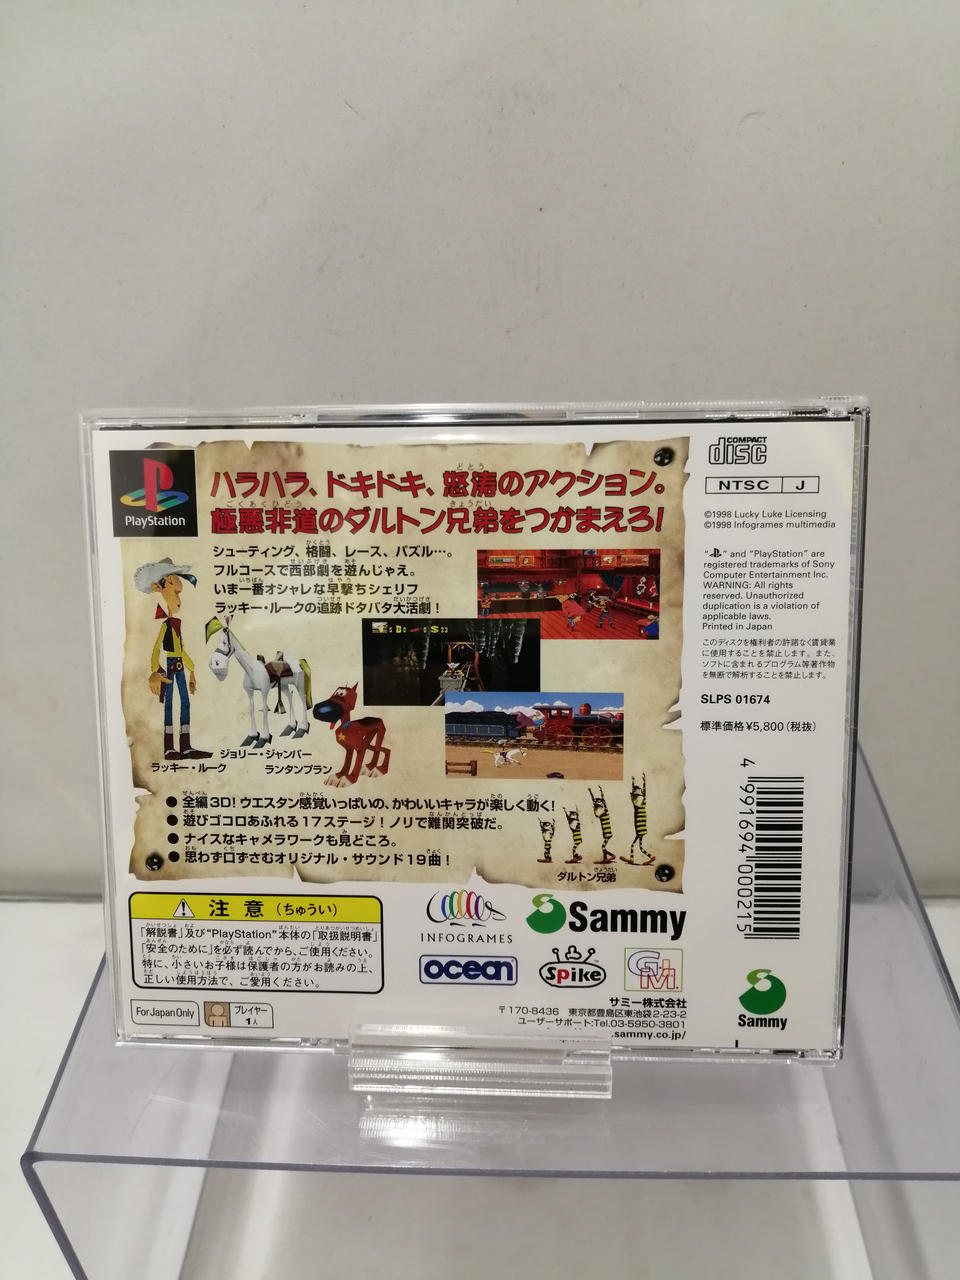 PlayStation
ハラハラ、ドキドキ、怒涛のアクション。
極悪非道のダルトン兄弟をつかまえろ!
シューティング、格闘、レース、パズル…。
フルコースで西部劇を遊んじゃえ。
いま一番オシャレな早撃ちシェリフ
ラッキー・ルークの追跡ドタバタ大活劇!
ジョリー・ジャンパー
ラッキー・ルーク
ランタンプラン
●全編3D!ウエスタン感覚いっぱいの、かわいいキャラが楽しく動く!
●遊びゴコロあふれる17ステージ!ノリで難関突破だ。
●ナイスなキャメラワークも見どころ。
●思わず口ずさむオリジナル・サウンド19曲!
ダルトン兄弟
注意(ちゅうい)
「解説書」及び"PlayStation"本体の「取扱説明書」
「安全のために」を必ず読んでから、ご使用ください。
特に、小さいお子様は保護者の方がお読みの上、
正しい使用方法で、ご愛用ください。
For Japan Only
プレイヤー
1人
INFOGRAMES
Sammy
ocean
Spike
サミー株式会社
〒170-8436 東京都豊島区東池袋2-23-2
ユーザーサポート:Tel.03-5950-3801
.sammy.co.jp/
COMPACT
disc
NTSC J
©1998 Lucky Luke Licensing
©1998 Infogrames multimedia
" " and "PlayStation" are
registered trademarks of Sony
Computer Entertainment Inc.
WARNING: All rights
reserved. Unauthorized
duplication is a violation of
applicable laws.
Printed in Japan
このディスクを権利者の許諾なく賃貸業
に使用することを禁止します。また、
ソフトに含まれるプログラム等著作物
を無断で解析することを禁止します。
SLPS 01674
標準価格¥5,800(税抜)
4 991694 000215
Sammy